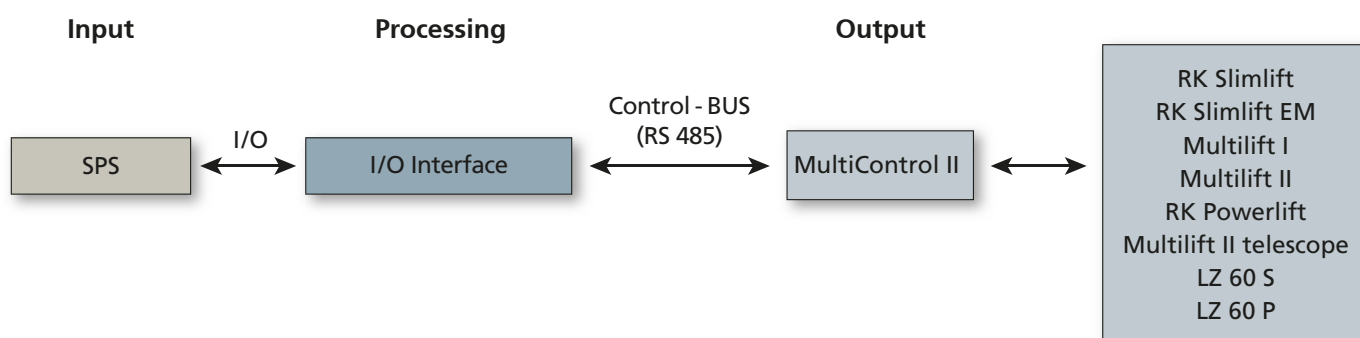 Input
Processing
Output
SPS
I/O
I/O Interface
Control - BUS
(RS 485)
MultiControl II
RK Slimlift
RK Slimlift EM
Multilift I
Multilift II
RK Powerlift
Multilift II telescope
LZ 60 S
LZ 60 P